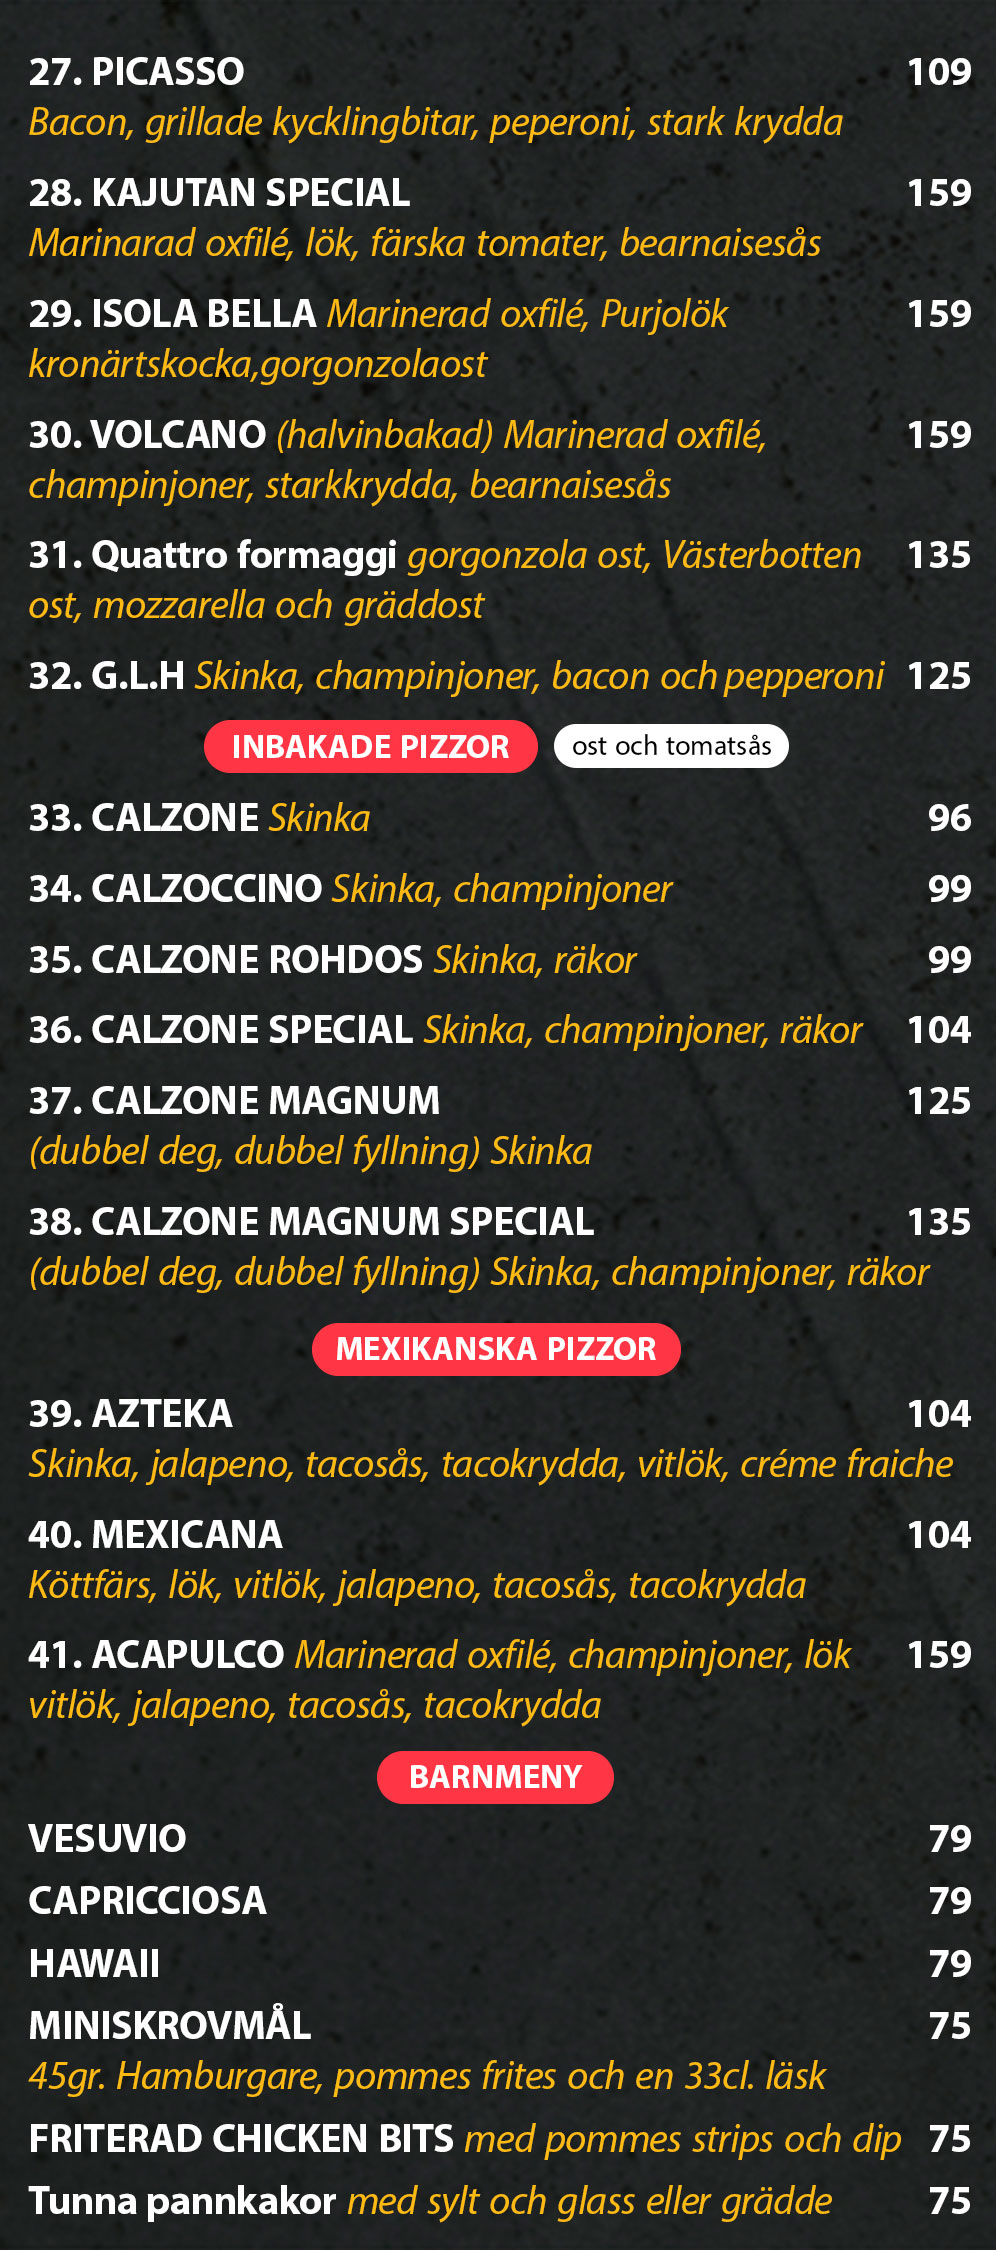 27. PICASSO 109
Bacon, grillade kycklingbitar, peperoni, stark krydda
28. KAJUTAN SPECIAL 159
Marinarad oxfilé, lök, färska tomater, bearnaisesås
29. ISOLA BELLA Marinerad oxfilé, Purjolök 159
kronärtskocka,gorgonzolaost
30. VOLCANO (halvinbakad) Marinerad oxfilé, 159
champinjoner, starkkrydda, bearnaisesås
31. Quattro formaggi gorgonzola ost, Västerbotten 135
ost, mozzarella och gräddost
32. G.L.H Skinka, champinjoner, bacon och pepperoni 125
INBAKADE PIZZOR ost och tomatsås
33. CALZONE Skinka 96
34. CALZOCCINO Skinka, champinjoner 99
35. CALZONE ROHDOS Skinka, räkor 99
36. CALZONE SPECIAL Skinka, champinjoner, räkor 104
37. CALZONE MAGNUM 125
(dubbel deg, dubbel fyllning) Skinka
38. CALZONE MAGNUM SPECIAL 135
(dubbel deg, dubbel fyllning) Skinka, champinjoner, räkor
MEXIKANSKA PIZZOR
39. AZTEKA 104
Skinka, jalapeno, tacosås, tacokrydda, vitlök, créme fraiche
40. MEXICANA 104
Köttfärs, lök, vitlök, jalapeno, tacosås, tacokrydda
41. ACAPULCO Marinerad oxfilé, champinjoner, lök 159
vitlök, jalapeno, tacosås, tacokrydda
BARNMENY
VESUVIO 79
CAPRICCIOSA 79
HAWAII 79
MINISKROVMÅL 75
45gr. Hamburgare, pommes frites och en 33cl. läsk
FRITERAD CHICKEN BITS med pommes strips och dip 75
Tunna pannkakor med sylt och glass eller grädde 75